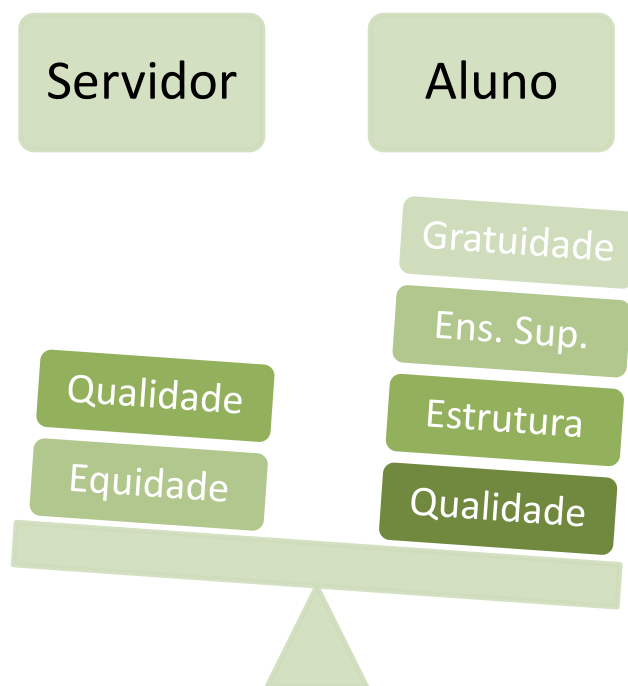 Servidor
Aluno
Gratuidade
Ens. Sup.
Qualidade
Estrutura
Equidade
Qualidade